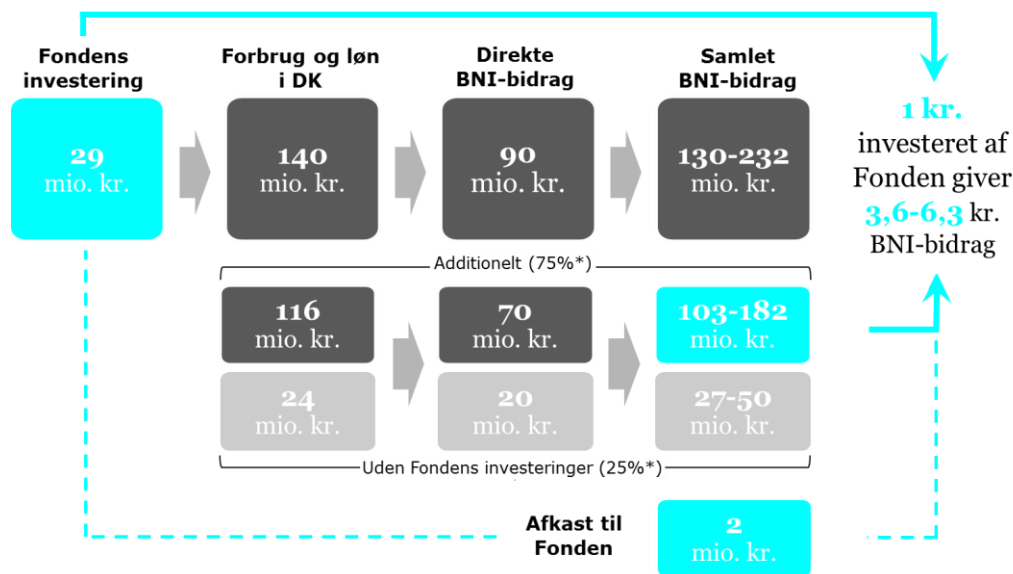 Fondens
investering
Forbrug og løn
i DK
Direkte
BNI-bidrag
Samlet
BNI-bidrag
29
mio. kr.
140
mio. kr.
90
mio. kr.
130-232
mio. kr.
1 kr.
investeret af
Fonden giver
3,6-6,3 kr.
BNI-bidrag
Additionelt (75%*)
116
mio. kr.
70
mio. kr.
103-182
mio. kr.
24
mio. kr.
20
mio. kr.
27-50
mio. kr.
Uden Fondens investeringer (25%*)
Afkast til
Fonden
2
mio. kr.